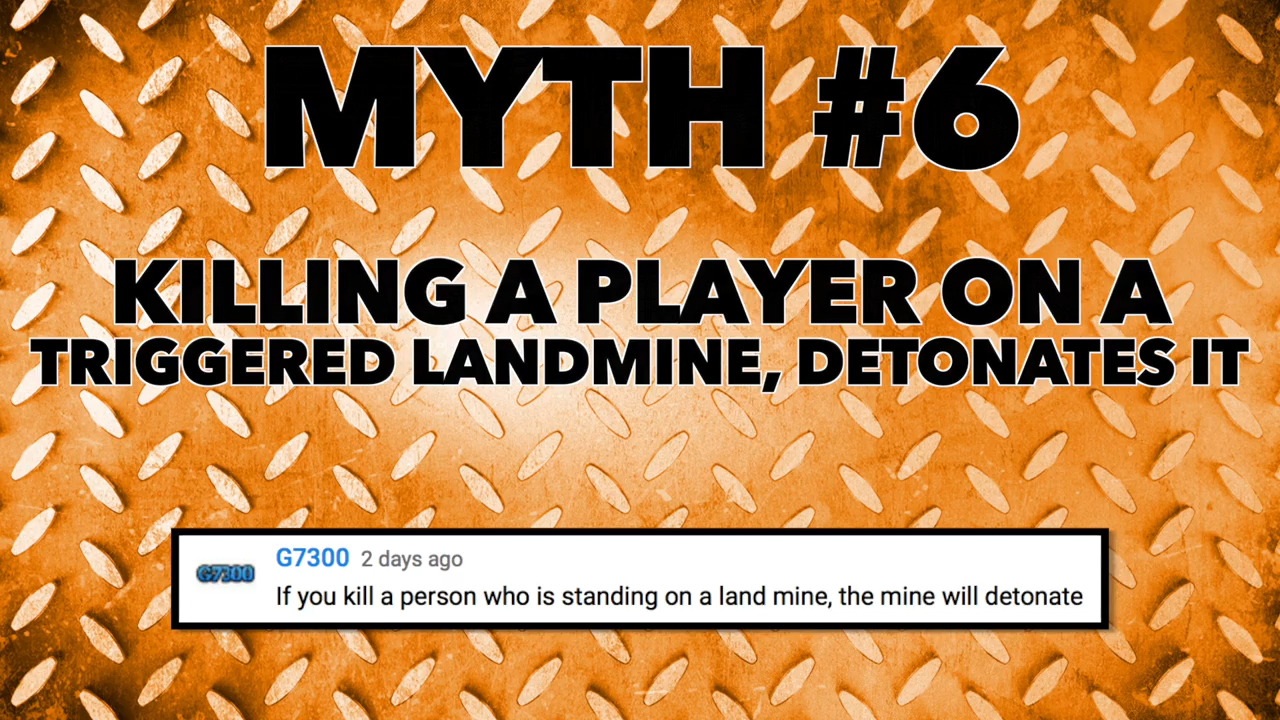 MYTH #6
KILLING A PLAYER ON A
TRIGGERED LANDMINE, DETONATES IT
G7300 2 days ago
G7300
If you kill a person who is standing on a land mine, the mine will detonate